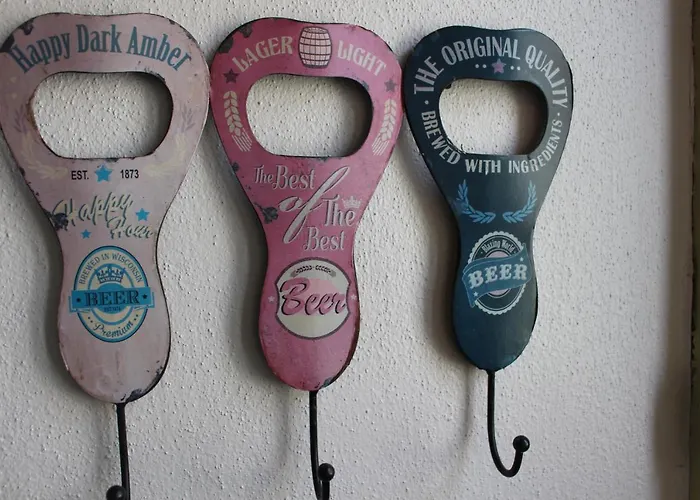 Happy Dark Amber
EST. 1873
Happy
Hour
BREWED IN WISCONSIN
BEER
Premium
LAGER LIGHT
The Best
of The
Best
Beer
THE ORIGINAL QUALITY
BREWED WITH INGREDIENTS
BEER